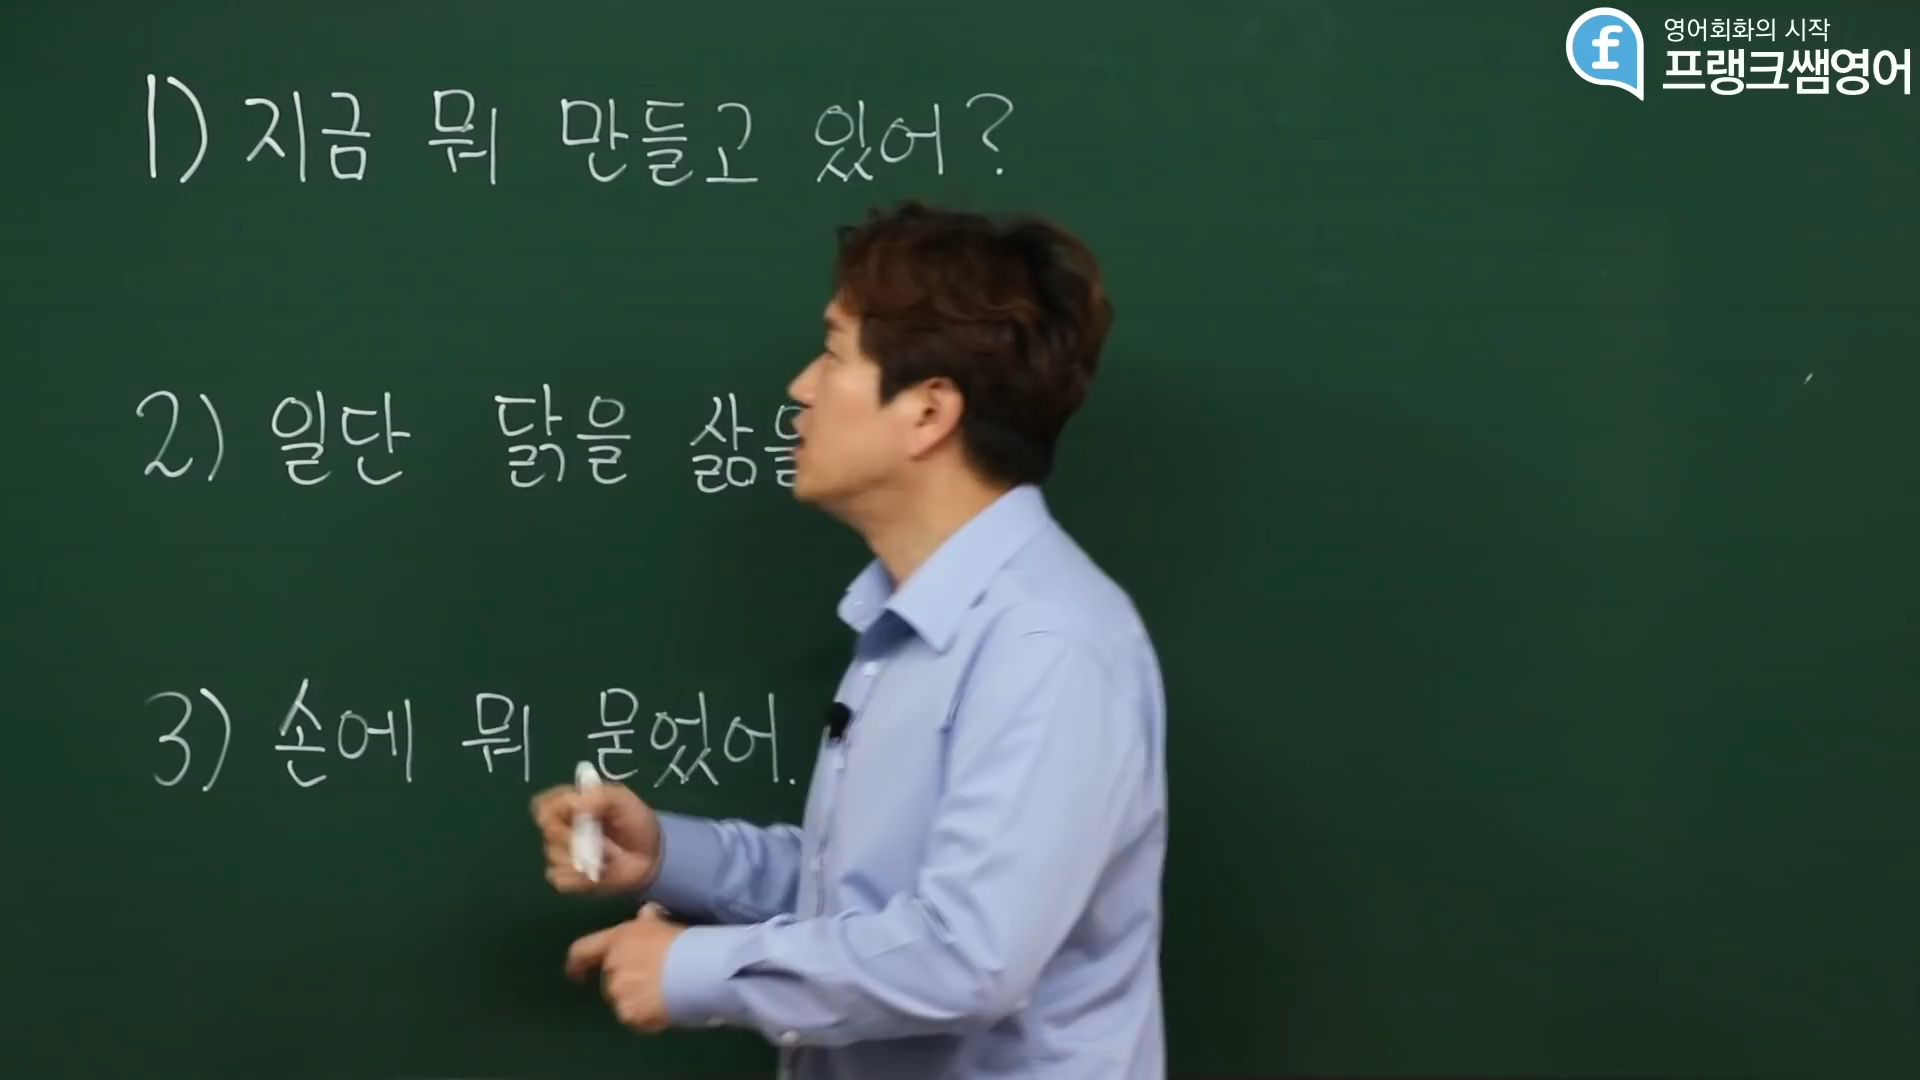 영어회화의 시작
프랭크쌤영어
1) 지금 뭐 만들고 있어?
2) 일단 닭을 삶을
3) 손에 뭐 묻었어.